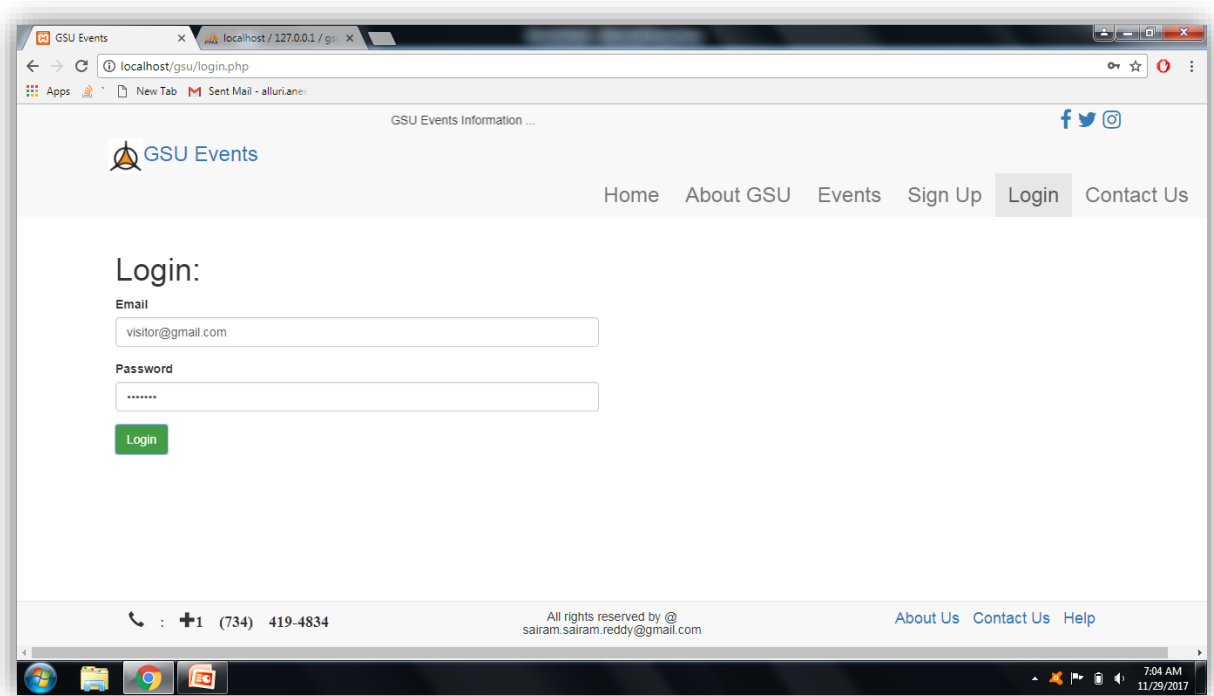 GSU Events
localhost / 127.0.0.1 / gs
localhost/gsu/login.php
Apps
New Tab
Sent Mail - alluri.ane
GSU Events Information ...
GSU Events
Home About GSU Events Sign Up Login Contact Us
Login:
Email
visitor@gmail.com
Password
•••••••
Login
: +1 (734) 419-4834
All rights reserved by @
sairam.sairam.reddy@gmail.com
About Us Contact Us Help
7:04 AM
11/29/2017